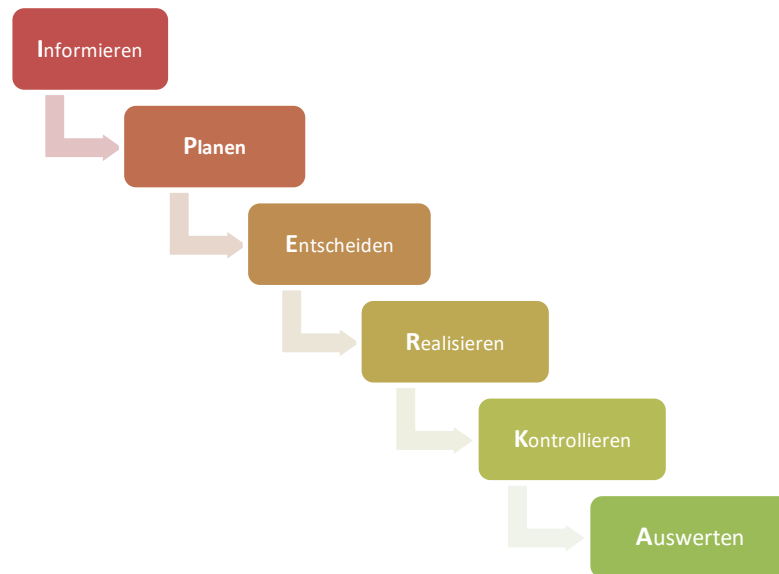 Informieren
Planen
Entscheiden
Realisieren
Kontrollieren
Auswerten